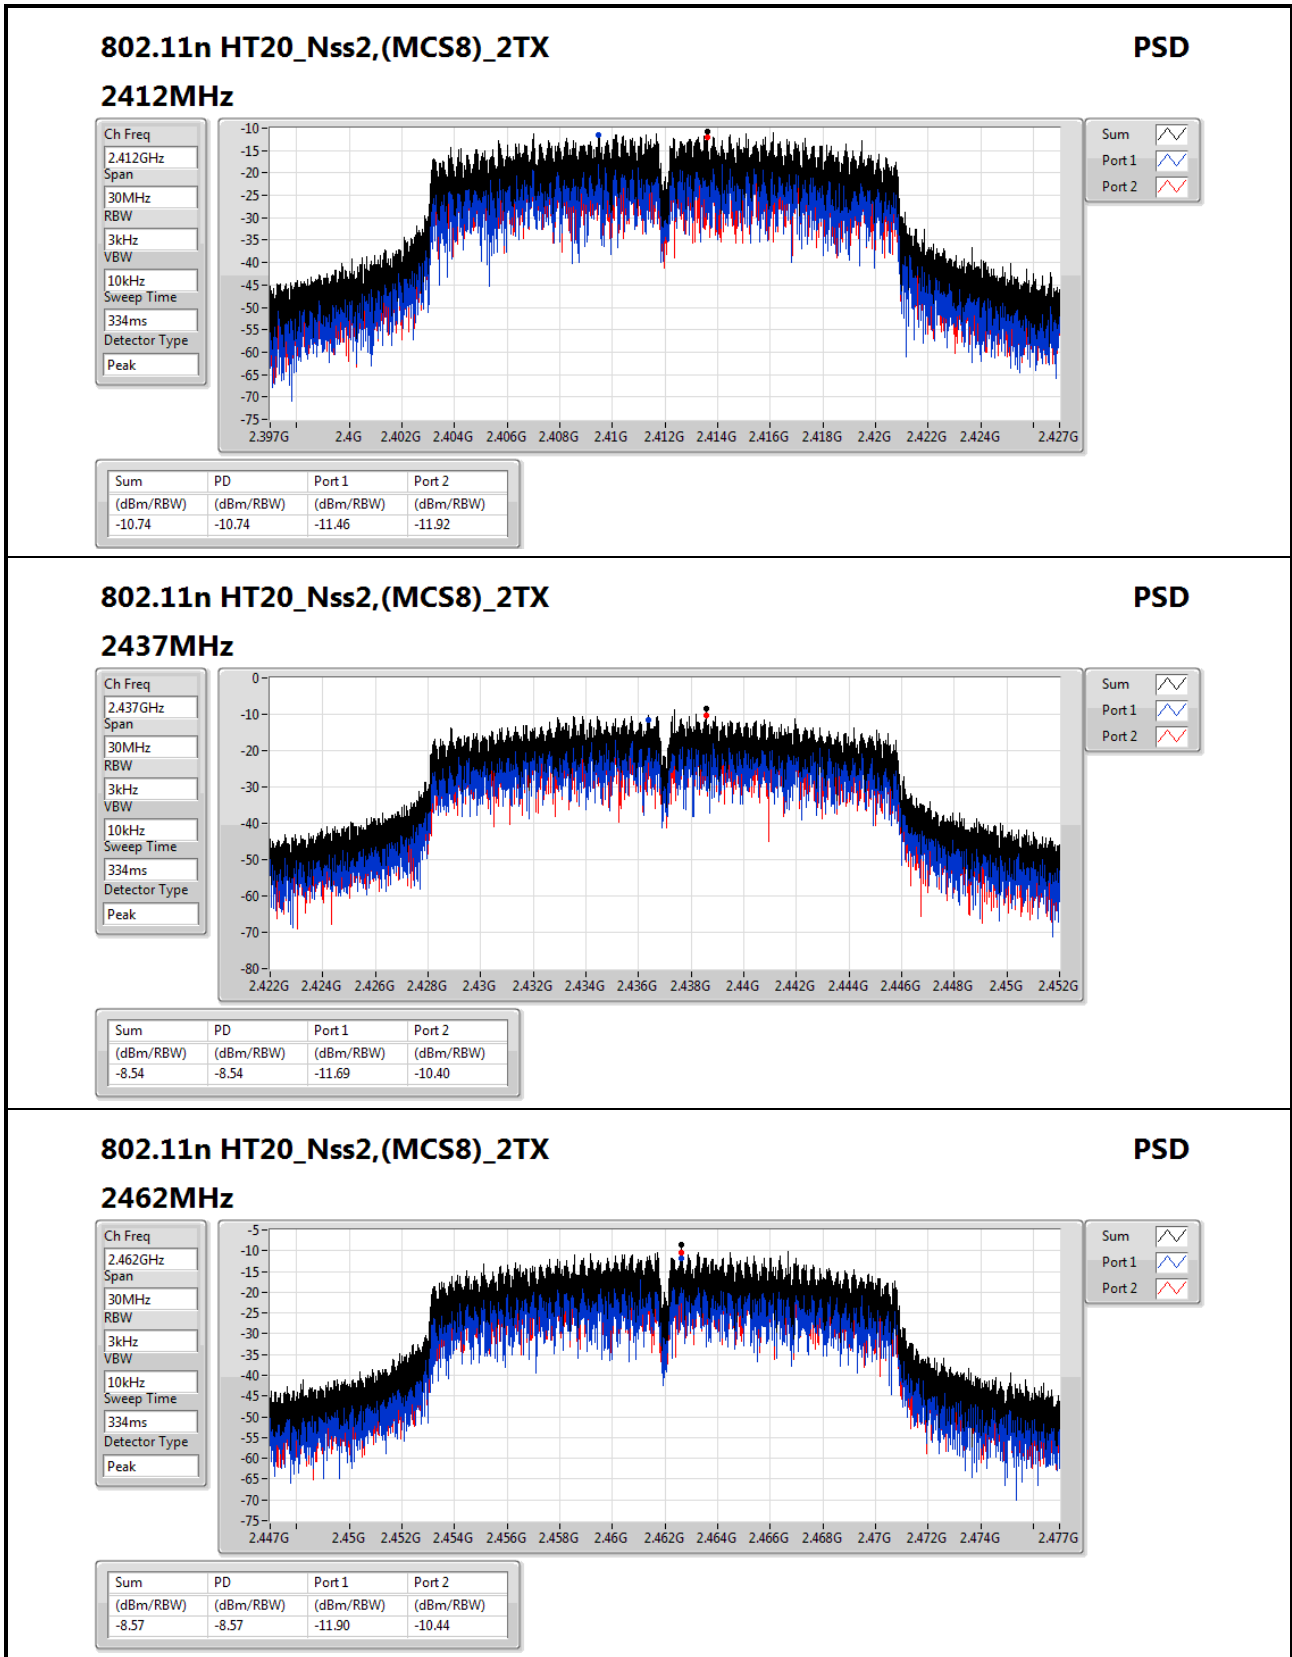 802.11n HT20_Nss2,(MCS8)_2TX PSD
2412MHz
Ch Freq
2.412GHz
Span
30MHz
RBW
3kHz
VBW
10kHz
Sweep Time
334ms
Detector Type
Peak
-10
-15
-20
-25
-30
-35
-40
-45
-50
-55
-60
-65
-70
-75
2.397G 2.4G 2.402G 2.404G 2.406G 2.408G 2.41G 2.412G 2.414G 2.416G 2.418G 2.42G 2.422G 2.424G 2.427G
Sum
Port 1
Port 2
Sum PD Port 1 Port 2
(dBm/RBW) (dBm/RBW) (dBm/RBW) (dBm/RBW)
-10.74 -10.74 -11.46 -11.92
802.11n HT20_Nss2,(MCS8)_2TX PSD
2437MHz
Ch Freq
2.437GHz
Span
30MHz
RBW
3kHz
VBW
10kHz
Sweep Time
334ms
Detector Type
Peak
0
-10
-20
-30
-40
-50
-60
-70
-80
2.422G 2.424G 2.426G 2.428G 2.43G 2.432G 2.434G 2.436G 2.438G 2.44G 2.442G 2.444G 2.446G 2.448G 2.45G 2.452G
Sum
Port 1
Port 2
Sum PD Port 1 Port 2
(dBm/RBW) (dBm/RBW) (dBm/RBW) (dBm/RBW)
-8.54 -8.54 -11.69 -10.40
802.11n HT20_Nss2,(MCS8)_2TX PSD
2462MHz
Ch Freq
2.462GHz
Span
30MHz
RBW
3kHz
VBW
10kHz
Sweep Time
334ms
Detector Type
Peak
-5
-10
-15
-20
-25
-30
-35
-40
-45
-50
-55
-60
-65
-70
-75
2.447G 2.45G 2.452G 2.454G 2.456G 2.458G 2.46G 2.462G 2.464G 2.466G 2.468G 2.47G 2.472G 2.474G 2.477G
Sum
Port 1
Port 2
Sum PD Port 1 Port 2
(dBm/RBW) (dBm/RBW) (dBm/RBW) (dBm/RBW)
-8.57 -8.57 -11.90 -10.44